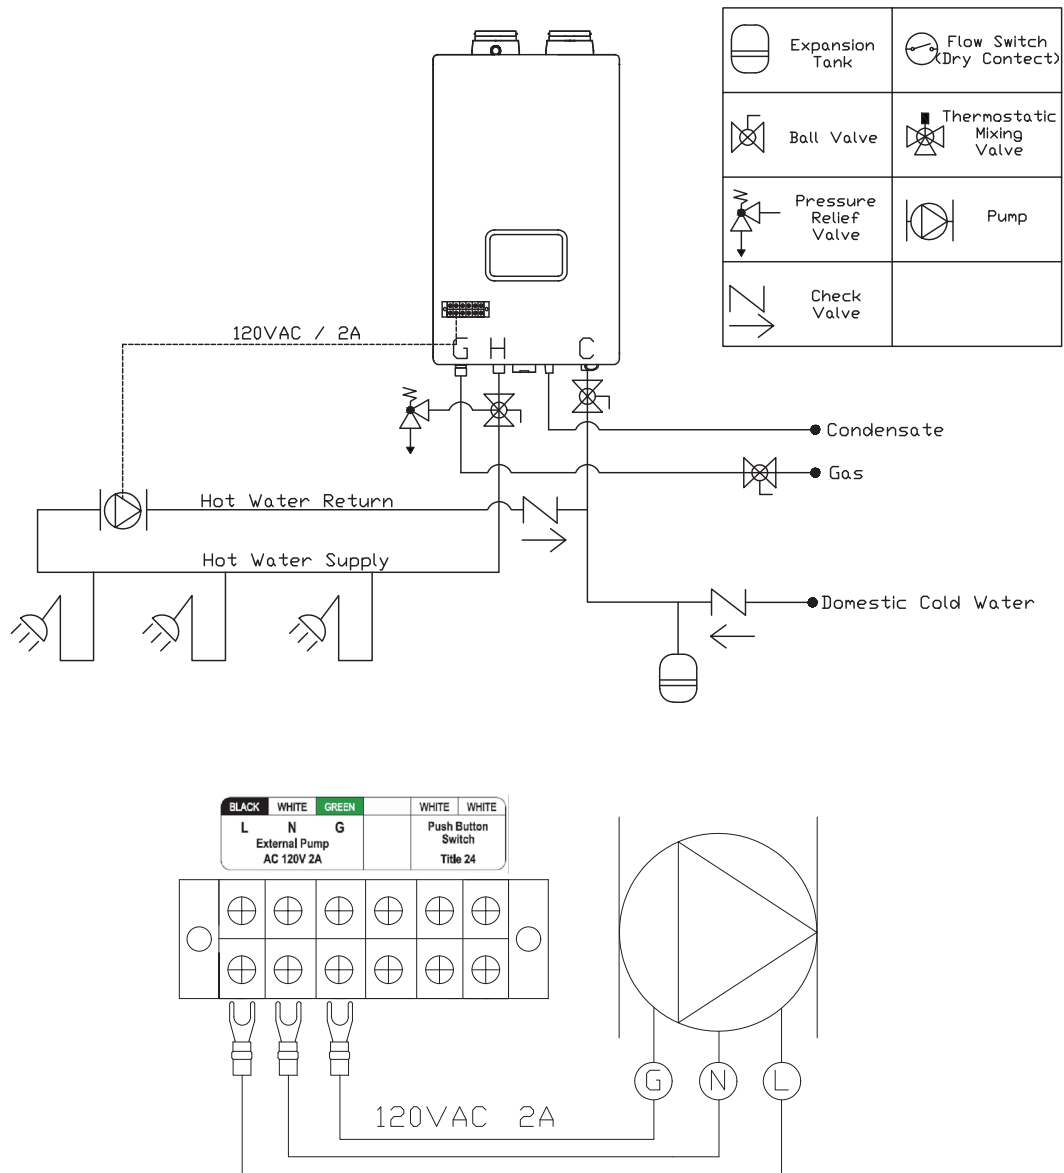 Expansion
Tank
Flow Switch
(Dry Contect)
Ball Valve
Thermostatic
Mixing
Valve
Pressure
Relief
Valve
Pump
Check
Valve
120VAC / 2A
G H C
Condensate
Gas
Hot Water Return
Hot Water Supply
Domestic Cold Water
BLACK WHITE GREEN WHITE WHITE
L N G
External Pump
AC 120V 2A
Push Button
Switch
Title 24
G N L
120VAC 2A